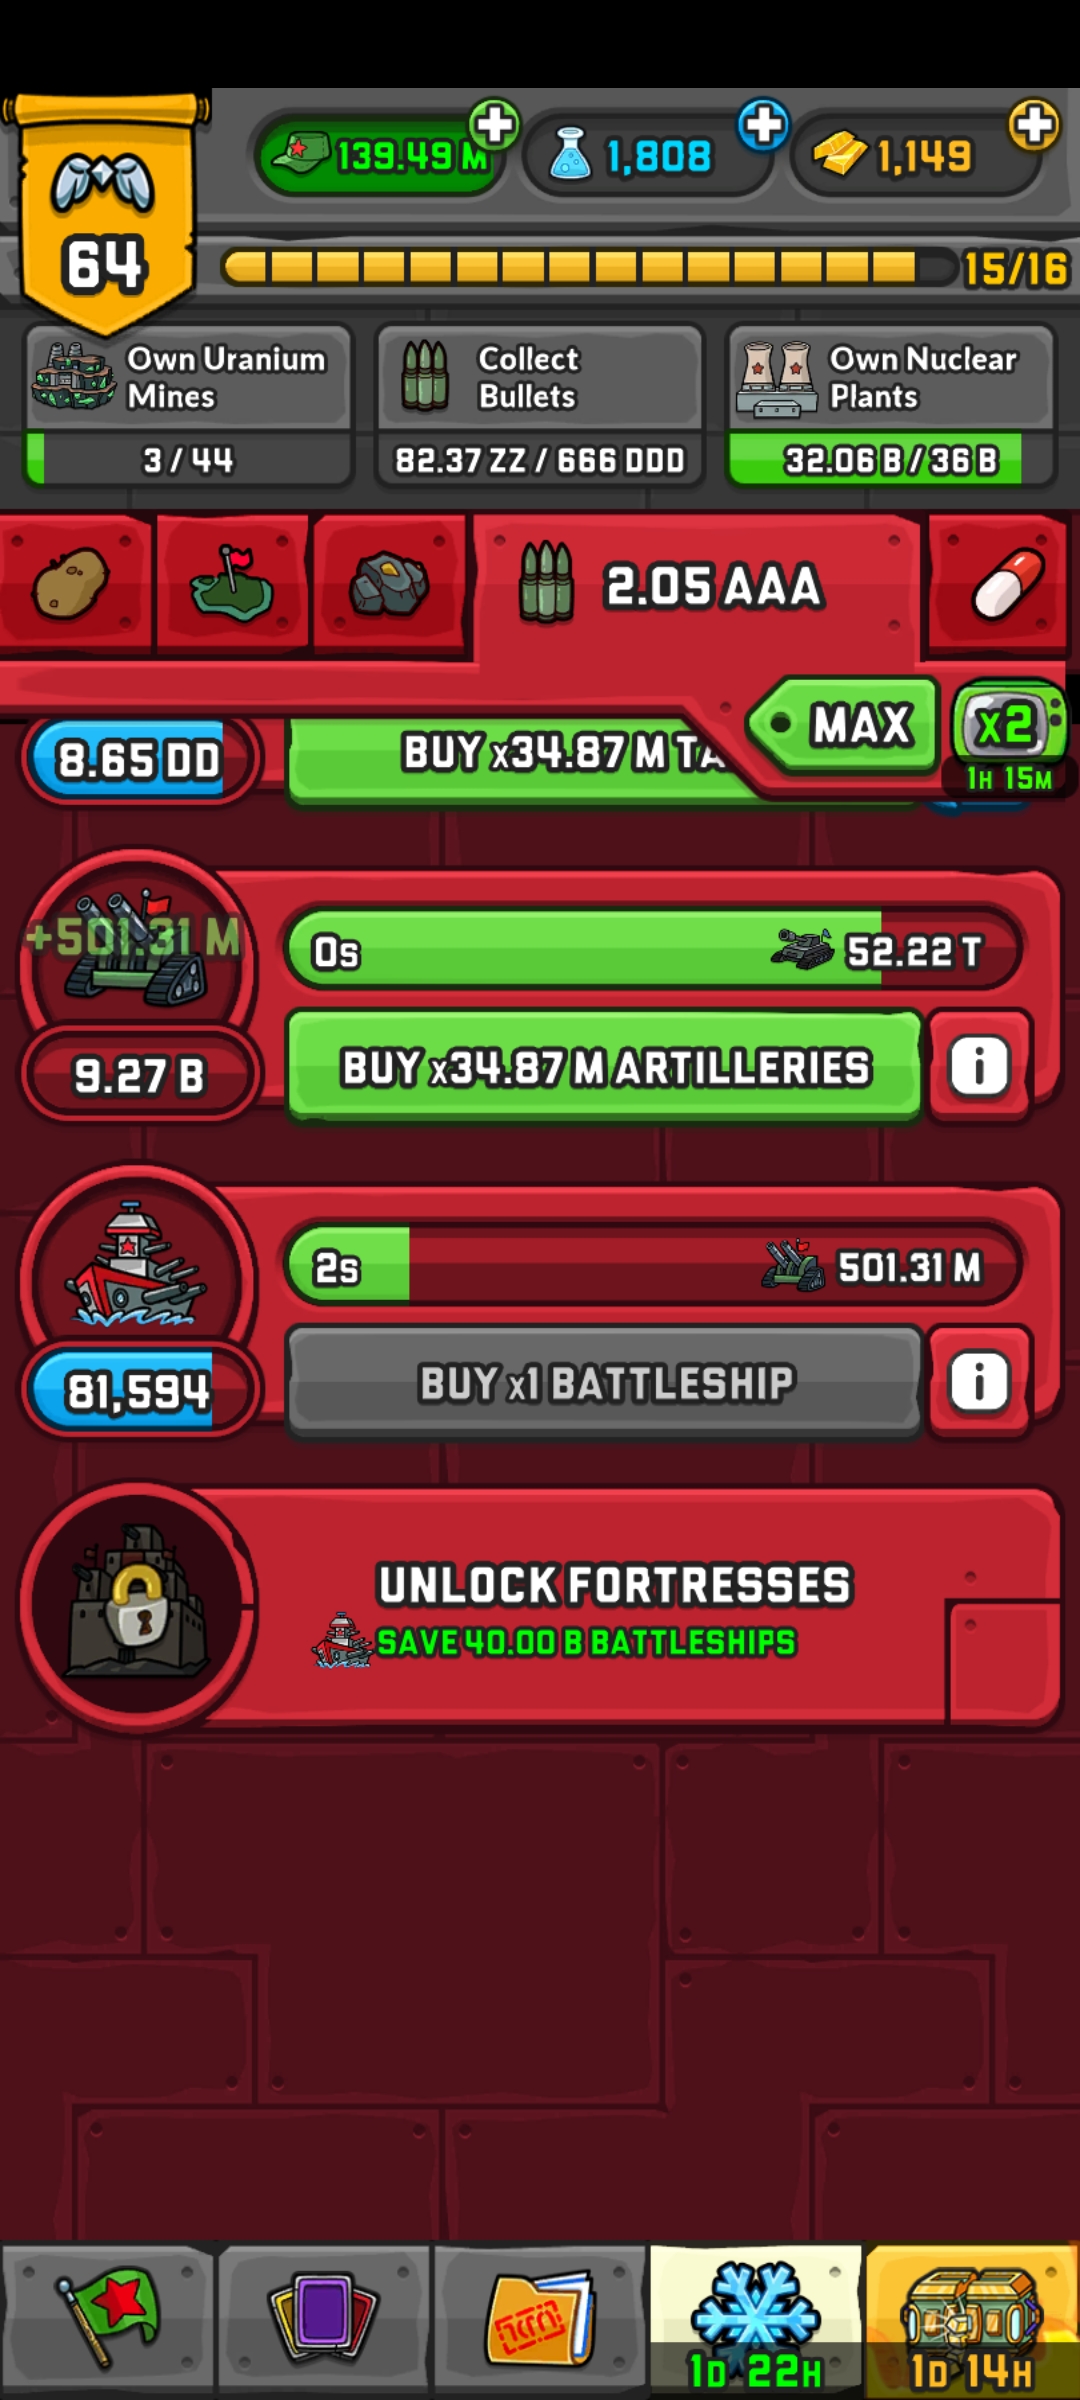 139.49 M
1,808
1,149
64
15/16
Own Uranium
Mines
3 / 44
Collect
Bullets
82.37 ZZ / 666 DDD
Own Nuclear
Plants
32.06 B / 36 B
2.05 AAA
MAX
X2
1H 15M
8.65 DD
BUY x34.87 M TA
+501.31 M
0s
52.22 T
9.27 B
BUY x34.87 M ARTILLERIES
i
2s
501.31 M
81,594
BUY x1 BATTLESHIP
i
UNLOCK FORTRESSES
SAVE 40.00 B BATTLESHIPS
1D 22H
1D 14H